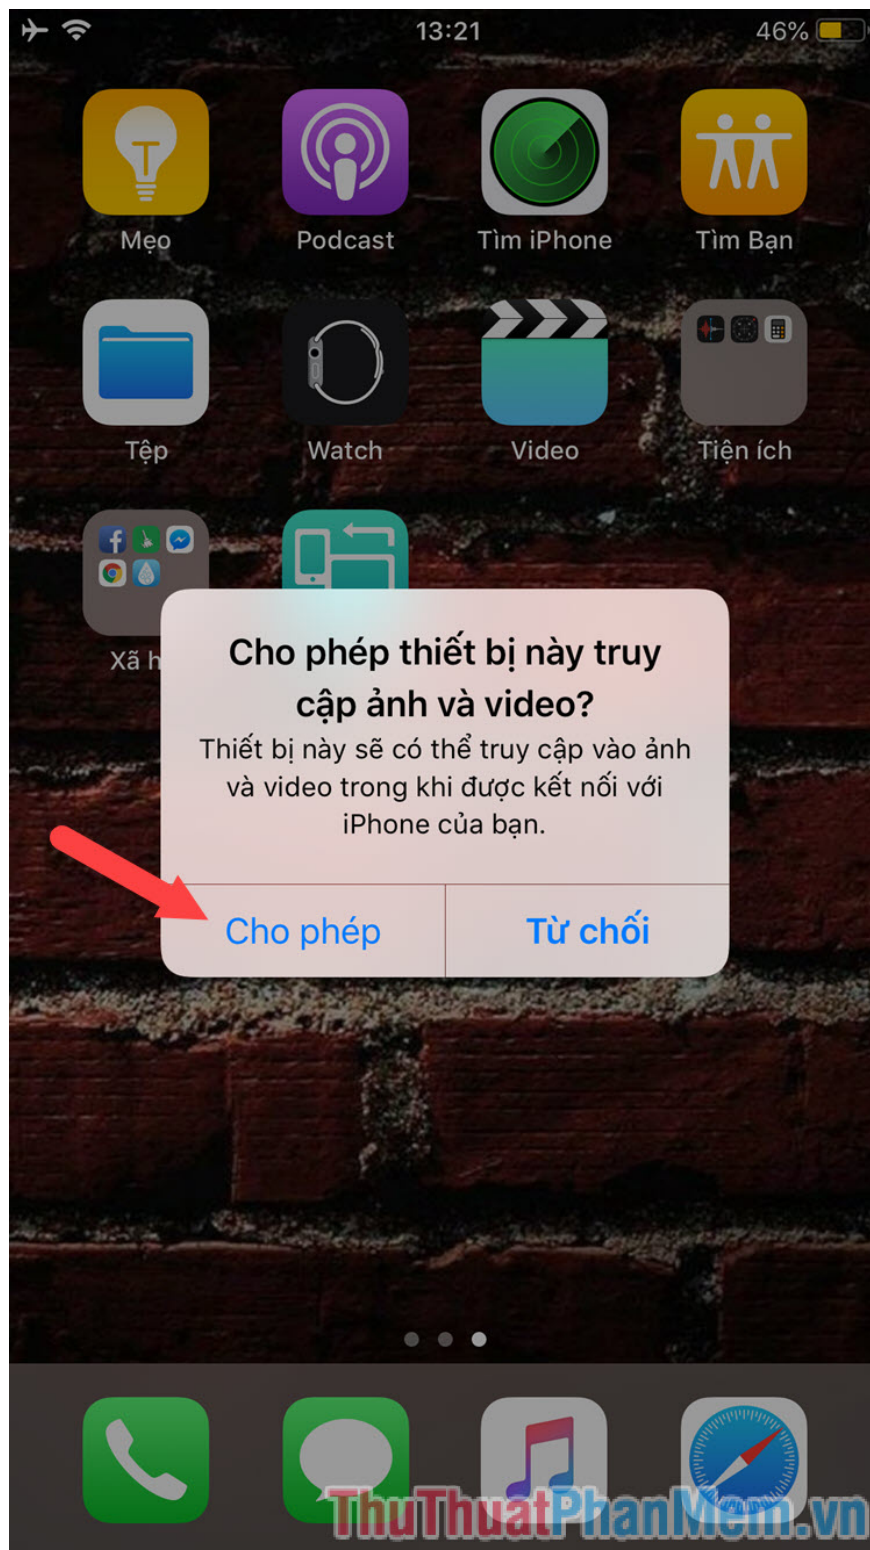 13:21
46%
Mẹo
Podcast
Tìm iPhone
Tìm Bạn
Tệp
Watch
Video
Tiện ích
Xã h
Cho phép thiết bị này truy
cập ảnh và video?
Thiết bị này sẽ có thể truy cập vào ảnh
và video trong khi được kết nối với
iPhone của bạn.
Cho phép
Từ chối
ThuThuatPhanMem.vn